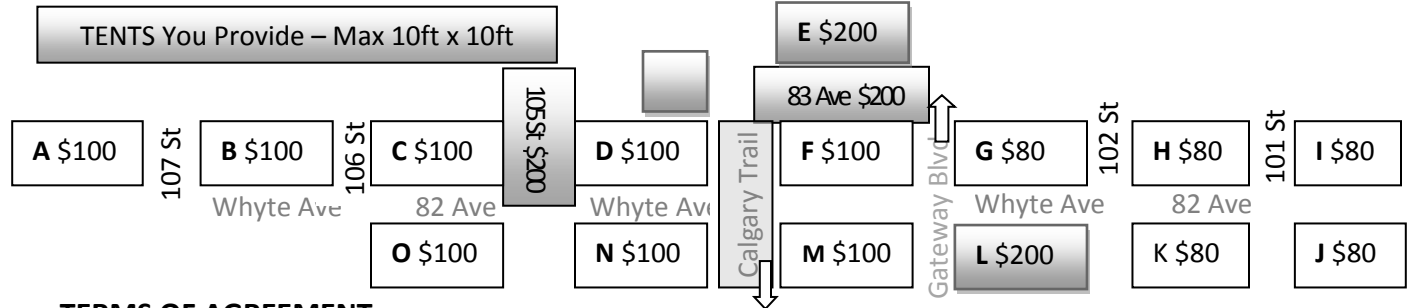 TENTS You Provide – Max 10ft x 10ft
E $200
105 St $200
83 Ave $200
A $100
107 St
B $100
106 St
C $100
D $100
Calgary Trail
F $100
Gateway Blvd
G $80
102 St
H $80
101 St
I $80
Whyte Ave
82 Ave
Whyte Ave
Whyte Ave
82 Ave
O $100
N $100
M $100
L $200
K $80
J $80
TERMS OF AGREEMENT